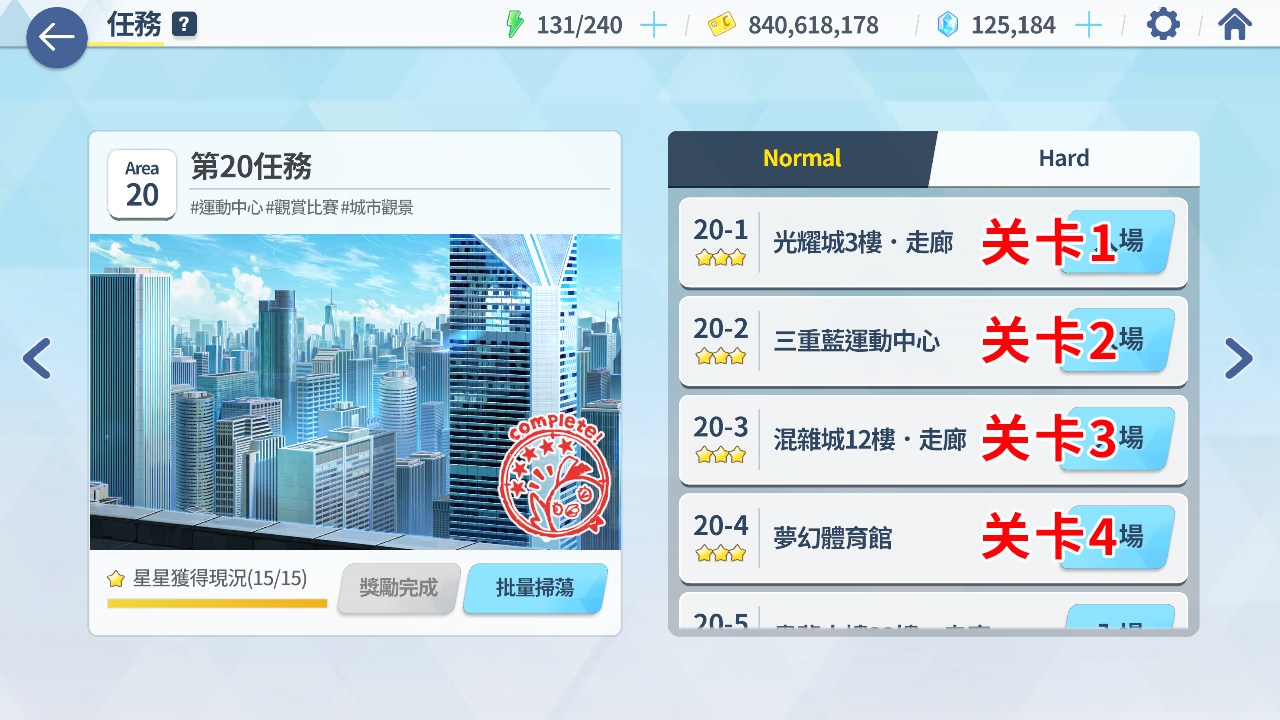 任務 ?
131/240
840,618,178
125,184
Area
20
第20任務
#運動中心 #觀賞比賽 #城市觀景
complete!
星星獲得現況(15/15)
獎勵完成
批量掃蕩
Normal
Hard
20-1
光耀城3樓·走廊
关卡1
場
20-2
三重藍運動中心
关卡2
場
20-3
混雜城12樓·走廊
关卡3
場
20-4
夢幻體育館
关卡4
場
20-5
入場